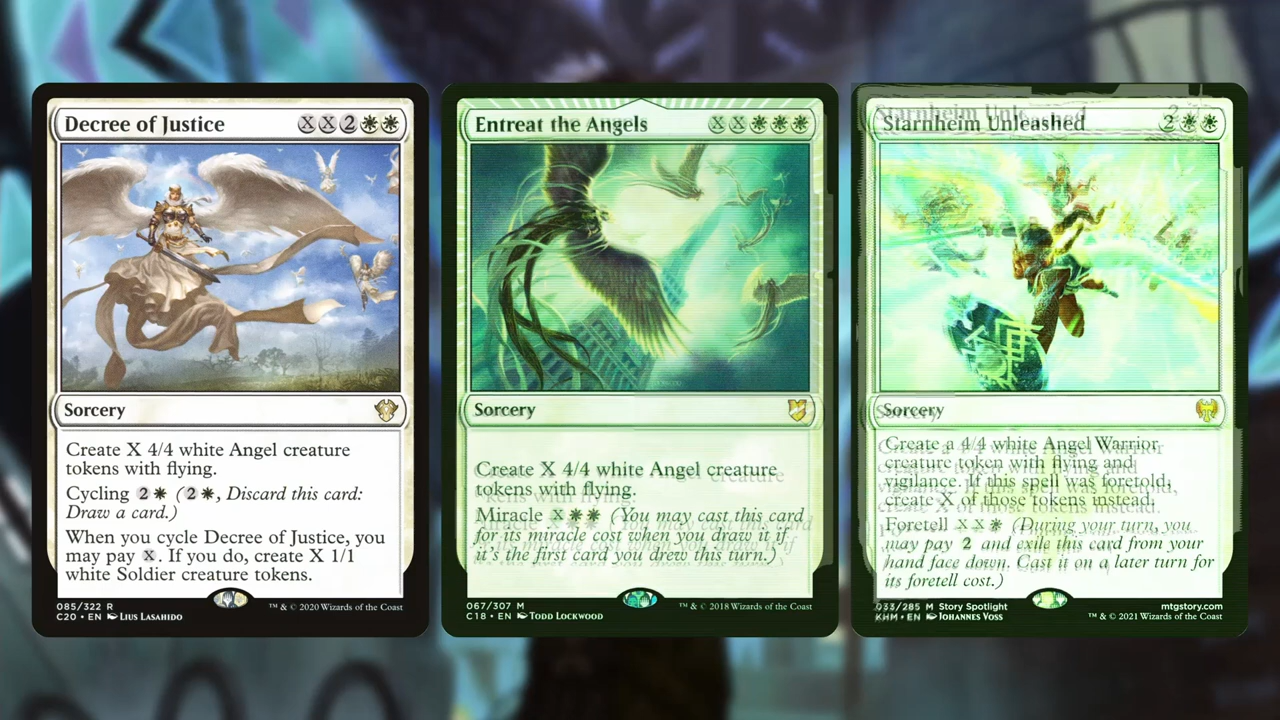 Decree of Justice XX2
Create X 4/4 white Angel creature
tokens with flying.
Cycling 2 (2, Discard this card:
Draw a card.)
When you cycle Decree of Justice, you
may pay X. If you do, create X 1/1
white Soldier creature tokens.
Sorcery
085/322 R
C20 • EN Lius Lasahido
™ & © 2020 Wizards of the Coast
Entreat the Angels XX
Sorcery
Create X 4/4 white Angel creature
tokens with flying.
Miracle X (You may cast this card
for its miracle cost when you draw it if
it's the first card you drew this turn.)
067/307 M
C18 • EN Todd Lockwood
™ & © 2018 Wizards of the Coast
Starnheim Unleashed 2
Sorcery
Create a 4/4 white Angel Warrior
creature token with flying and
vigilance. If this spell was foretold,
create X of those tokens instead.
Foretell XX (During your turn, you
may pay 2 and exile this card from your
hand face down. Cast it on a later turn for
its foretell cost.)
033/285 M Story Spotlight
KHM • EN Johannes Voss
mtgstory.com
™ & © 2021 Wizards of the Coast